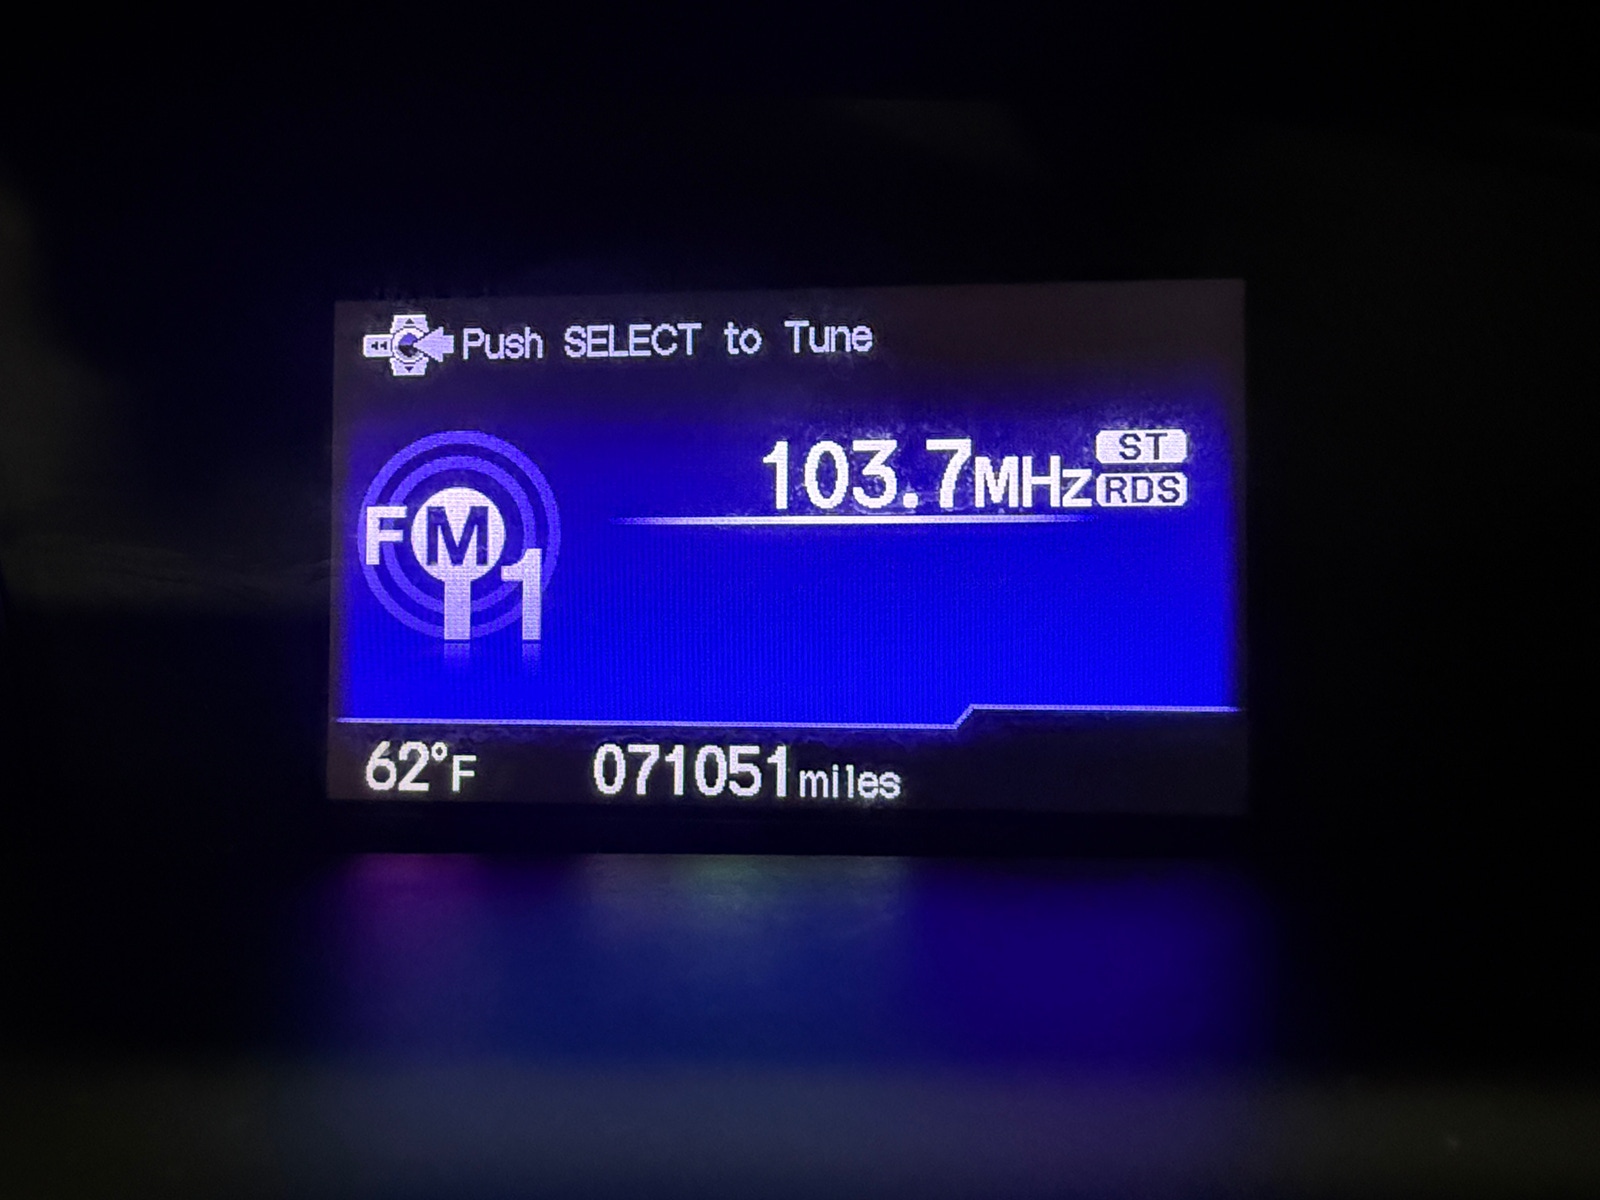 Push SELECT to Tune
103.7MHz ST
RDS
FM1
62°F 071051miles